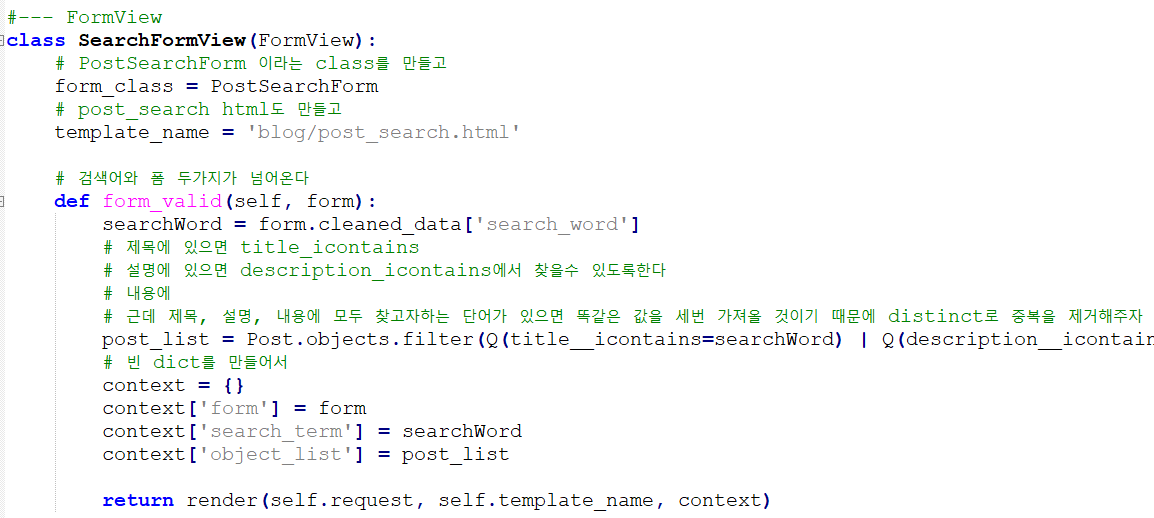 #--- FormView
class SearchFormView(FormView):
# PostSearchForm 이라는 class를 만들고
form_class = PostSearchForm
# post_search html도 만들고
template_name = 'blog/post_search.html'
# 검색어와 폼 두가지가 넘어온다
def form_valid(self, form):
searchWord = form.cleaned_data['search_word']
# 제목에 있으면 title_icontains
# 설명에 있으면 description_icontains에서 찾을수 있도록한다
# 내용에
# 근데 제목, 설명, 내용에 모두 찾고자하는 단어가 있으면 똑같은 값을 세번 가져올 것이기 때문에 distinct로 중복을 제거해주자
post_list = Post.objects.filter(Q(title__icontains=searchWord) | Q(description__icontain
# 빈 dict를 만들어서
context = {}
context['form'] = form
context['search_term'] = searchWord
context['object_list'] = post_list
return render(self.request, self.template_name, context)